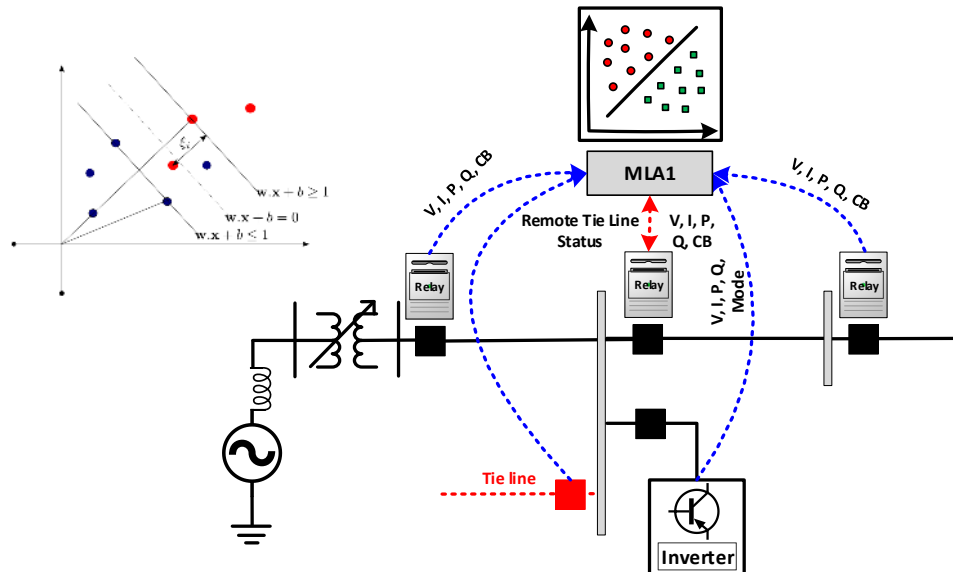 ξi
w.x + b ≥ 1
w.x − b = 0
w.x + b ≤ 1
MLA1
V, I, P, Q, CB
Remote Tie Line
Status
V, I, P,
Q, CB
V, I, P, Q, CB
V, I, P, Q,
Mode
Relay
Relay
Relay
Tie line
Inverter